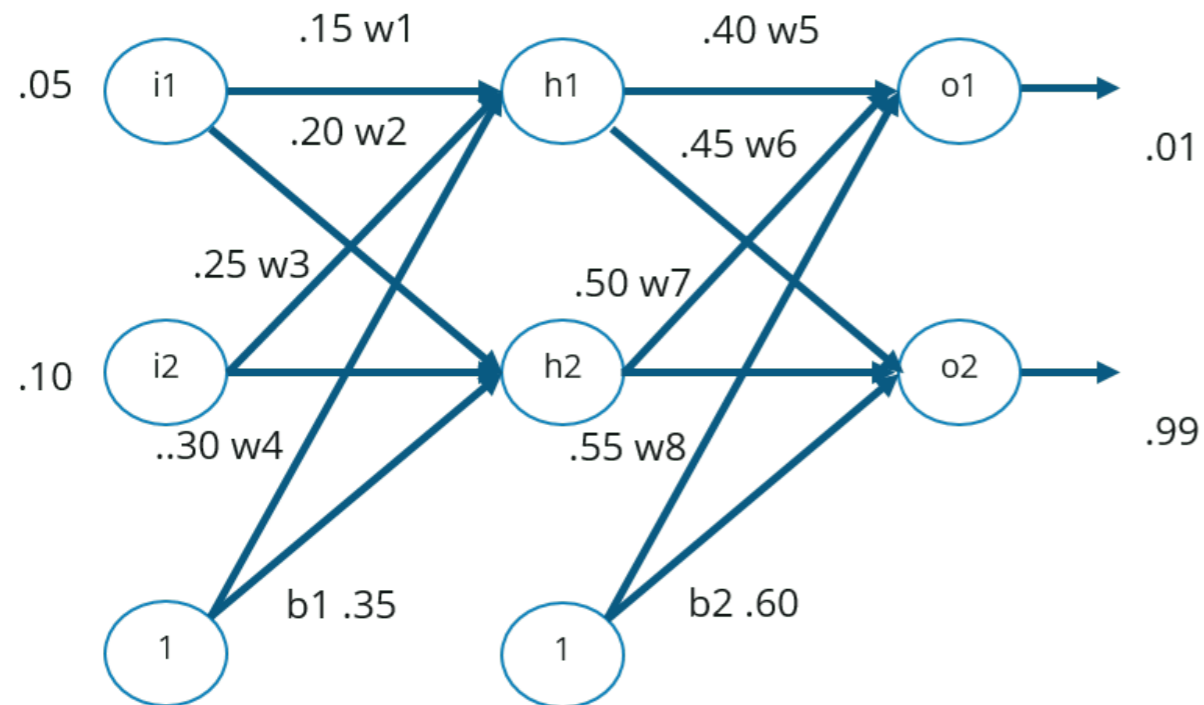 .15 w1
.40 w5
.05
i1
h1
o1
.20 w2
.45 w6
.01
.25 w3
.50 w7
.10
i2
h2
o2
..30 w4
.55 w8
.99
b1 .35
b2 .60
1
1